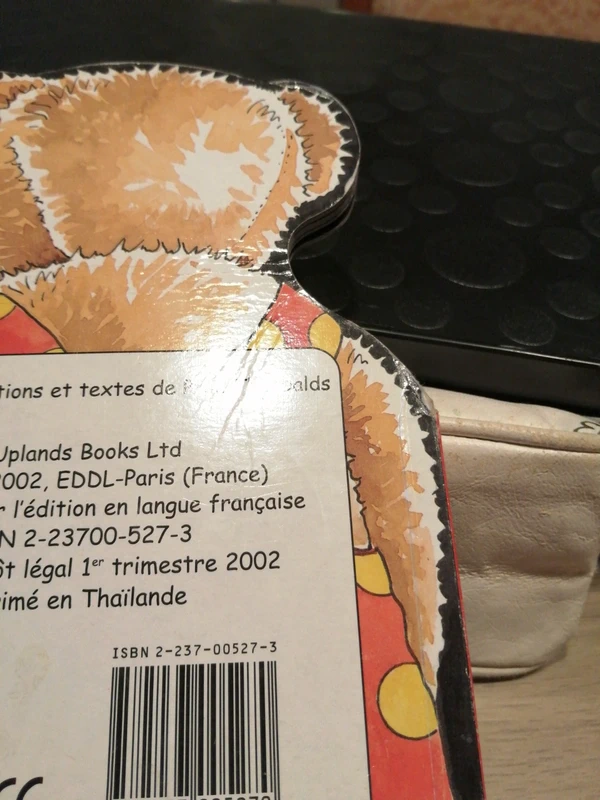 tions et textes de
Uplands Books Ltd
2002, EDDL-Paris (France)
r l'édition en langue française
N 2-23700-527-3
ôt légal 1er trimestre 2002
imé en Thaïlande
ISBN 2-237-00527-3